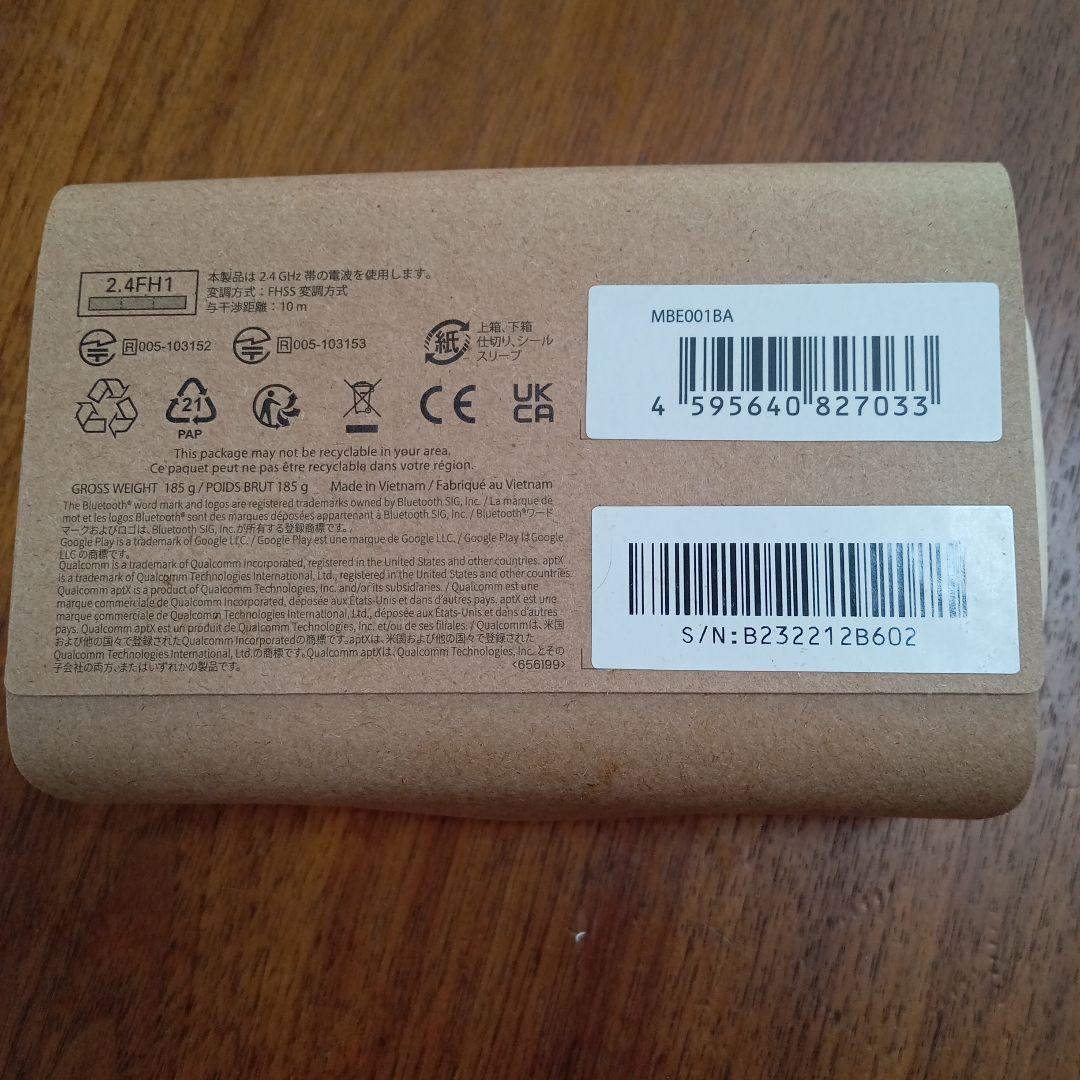 2.4FH1
本製品は 2.4 GHz 帯の電波を使用します。
変調方式：FHSS 変調方式
与干渉距離：10 m
R 005-103152
R 005-103153
紙
上箱、下箱
仕切り、シール
スリーブ
21
PAP
CE
UK
CA
This package may not be recyclable in your area.
Ce paquet peut ne pas être recyclable dans votre région.
GROSS WEIGHT 185 g / POIDS BRUT 185 g Made in Vietnam / Fabriqué au Vietnam
The Bluetooth® word mark and logos are registered trademarks owned by Bluetooth SIG, Inc. / La marque de
mot et les logos Bluetooth® sont des marques déposées appartenant à Bluetooth SIG, Inc. / Bluetooth®ワード
マークおよびロゴは、Bluetooth SIG, Inc.が所有する登録商標です。/
Google Play is a trademark of Google LLC. / Google Play est une marque de Google LLC. / Google Play はGoogle
LLC の商標です。
Qualcomm is a trademark of Qualcomm Incorporated, registered in the United States and other countries. aptX
is a trademark of Qualcomm Technologies International, Ltd., registered in the United States and other countries.
Qualcomm aptX is a product of Qualcomm Technologies, Inc. and/or its subsidiaries. / Qualcomm est une
marque commerciale de Qualcomm Incorporated, déposée aux États-Unis et dans d'autres pays. aptX est une
marque commerciale de Qualcomm Technologies International, Ltd., déposée aux États-Unis et dans d'autres
pays. Qualcomm aptX est un produit de Qualcomm Technologies, Inc. et/ou de ses filiales. / Qualcommは、米国
および他の国々で登録されたQualcomm Incorporatedの商標です。aptXは、米国および他の国々で登録された
Qualcomm Technologies International, Ltd.の商標です。Qualcomm aptXは、Qualcomm Technologies, Inc.とその
子会社の両方、またはいずれかの製品です。
<656199>
MBE001BA
4 595640 827033
S/N:B232212B602